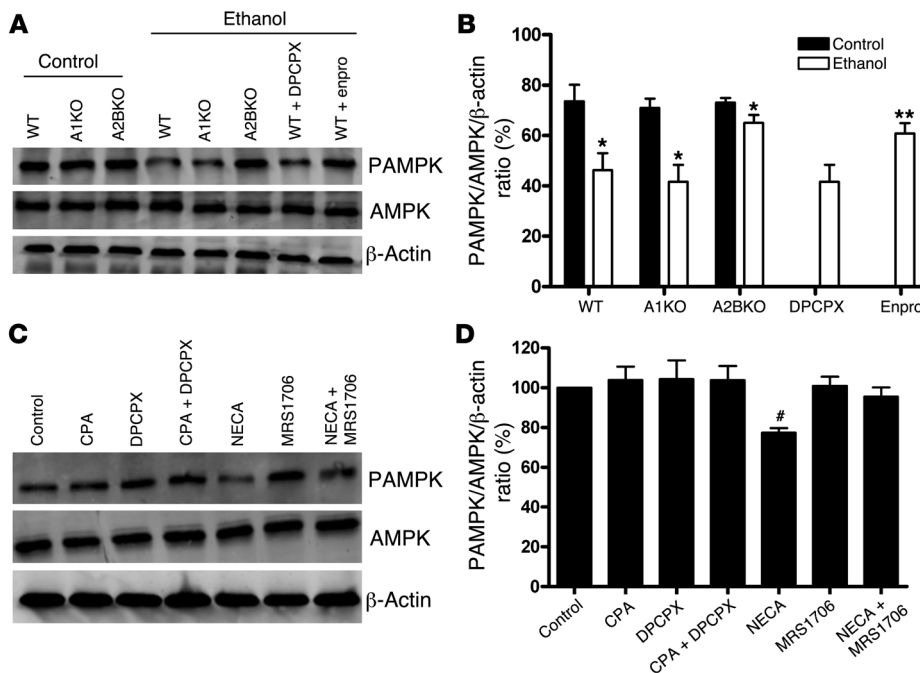 A
Ethanol
Control
WT
A1KO
A2BKO
WT
A1KO
A2BKO
WT + DPCPX
WT + enpro
PAMPK
AMPK
β-Actin
B
PAMPK/AMPK/β-actin
ratio (%)
100
80
60
40
20
0
Control
Ethanol
*
*
*
**
WT
A1KO
A2BKO
DPCPX
Enpro
C
Control
CPA
DPCPX
CPA + DPCPX
NECA
MRS1706
NECA +
MRS1706
PAMPK
AMPK
β-Actin
D
PAMPK/AMPK/β-actin
ratio (%)
120
100
80
60
40
20
0
#
Control
CPA
DPCPX
CPA + DPCPX
NECA
MRS1706
NECA +
MRS1706